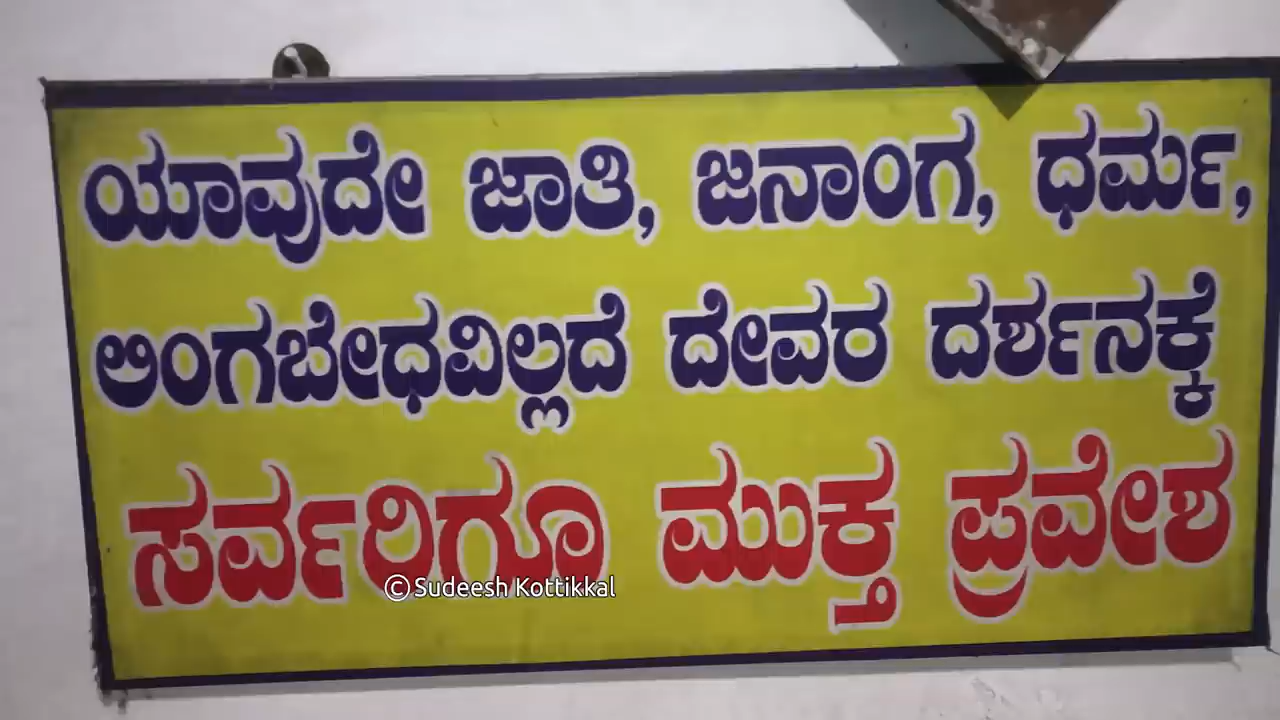 ಯಾವುದೇ ಜಾತಿ, ಜನಾಂಗ, ಧರ್ಮ,
ಲಿಂಗಬೇಧವಿಲ್ಲದೆ ದೇವರ ದರ್ಶನಕ್ಕೆ
ಸರ್ವರಿಗೂ ಮುಕ್ತ ಪ್ರವೇಶ
©Sudeesh Kottikkal